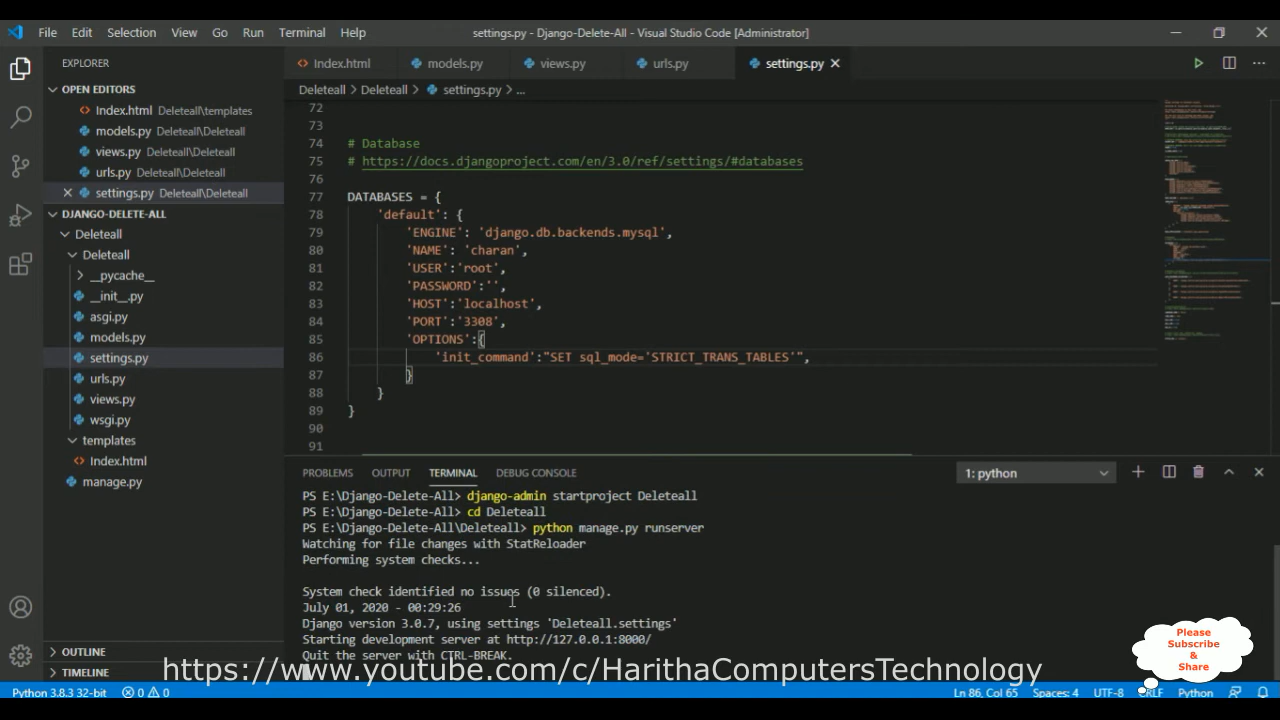 File Edit Selection View Go Run Terminal Help settings.py - Django-Delete-All - Visual Studio Code [Administrator]
EXPLORER
OPEN EDITORS
Index.html Deleteall\templates
models.py Deleteall\Deleteall
views.py Deleteall\Deleteall
urls.py Deleteall\Deleteall
settings.py Deleteall\Deleteall
DJANGO-DELETE-ALL
Deleteall
Deleteall
__pycache__
__init__.py
asgi.py
models.py
settings.py
urls.py
views.py
wsgi.py
templates
Index.html
manage.py
OUTLINE
TIMELINE
Index.html models.py views.py urls.py settings.py
Deleteall > Deleteall > settings.py > ...
72
73
74 # Database
75 # https://docs.djangoproject.com/en/3.0/ref/settings/#databases
76
77 DATABASES = {
78 'default': {
79 'ENGINE': 'django.db.backends.mysql',
80 'NAME': 'charan',
81 'USER':'root',
82 'PASSWORD':'',
83 'HOST':'localhost',
84 'PORT':'3308',
85 'OPTIONS':{
86 'init_command':"SET sql_mode='STRICT_TRANS_TABLES'",
87 }
88 }
89 }
90
91
PROBLEMS OUTPUT TERMINAL DEBUG CONSOLE 1: python
PS E:\Django-Delete-All> django-admin startproject Deleteall
PS E:\Django-Delete-All> cd Deleteall
PS E:\Django-Delete-All\Deleteall> python manage.py runserver
Watching for file changes with StatReloader
Performing system checks...
System check identified no issues (0 silenced).
July 01, 2020 - 00:29:26
Django version 3.0.7, using settings 'Deleteall.settings'
Starting development server at http://127.0.0.1:8000/
Quit the server with CTRL-BREAK.
https://www.youtube.com/c/HarithaComputersTechnology
Please
Subscribe
&
Share
Python 3.8.3 32-bit 0 0 Ln 86, Col 65 Spaces: 4 UTF-8 CRLF Python